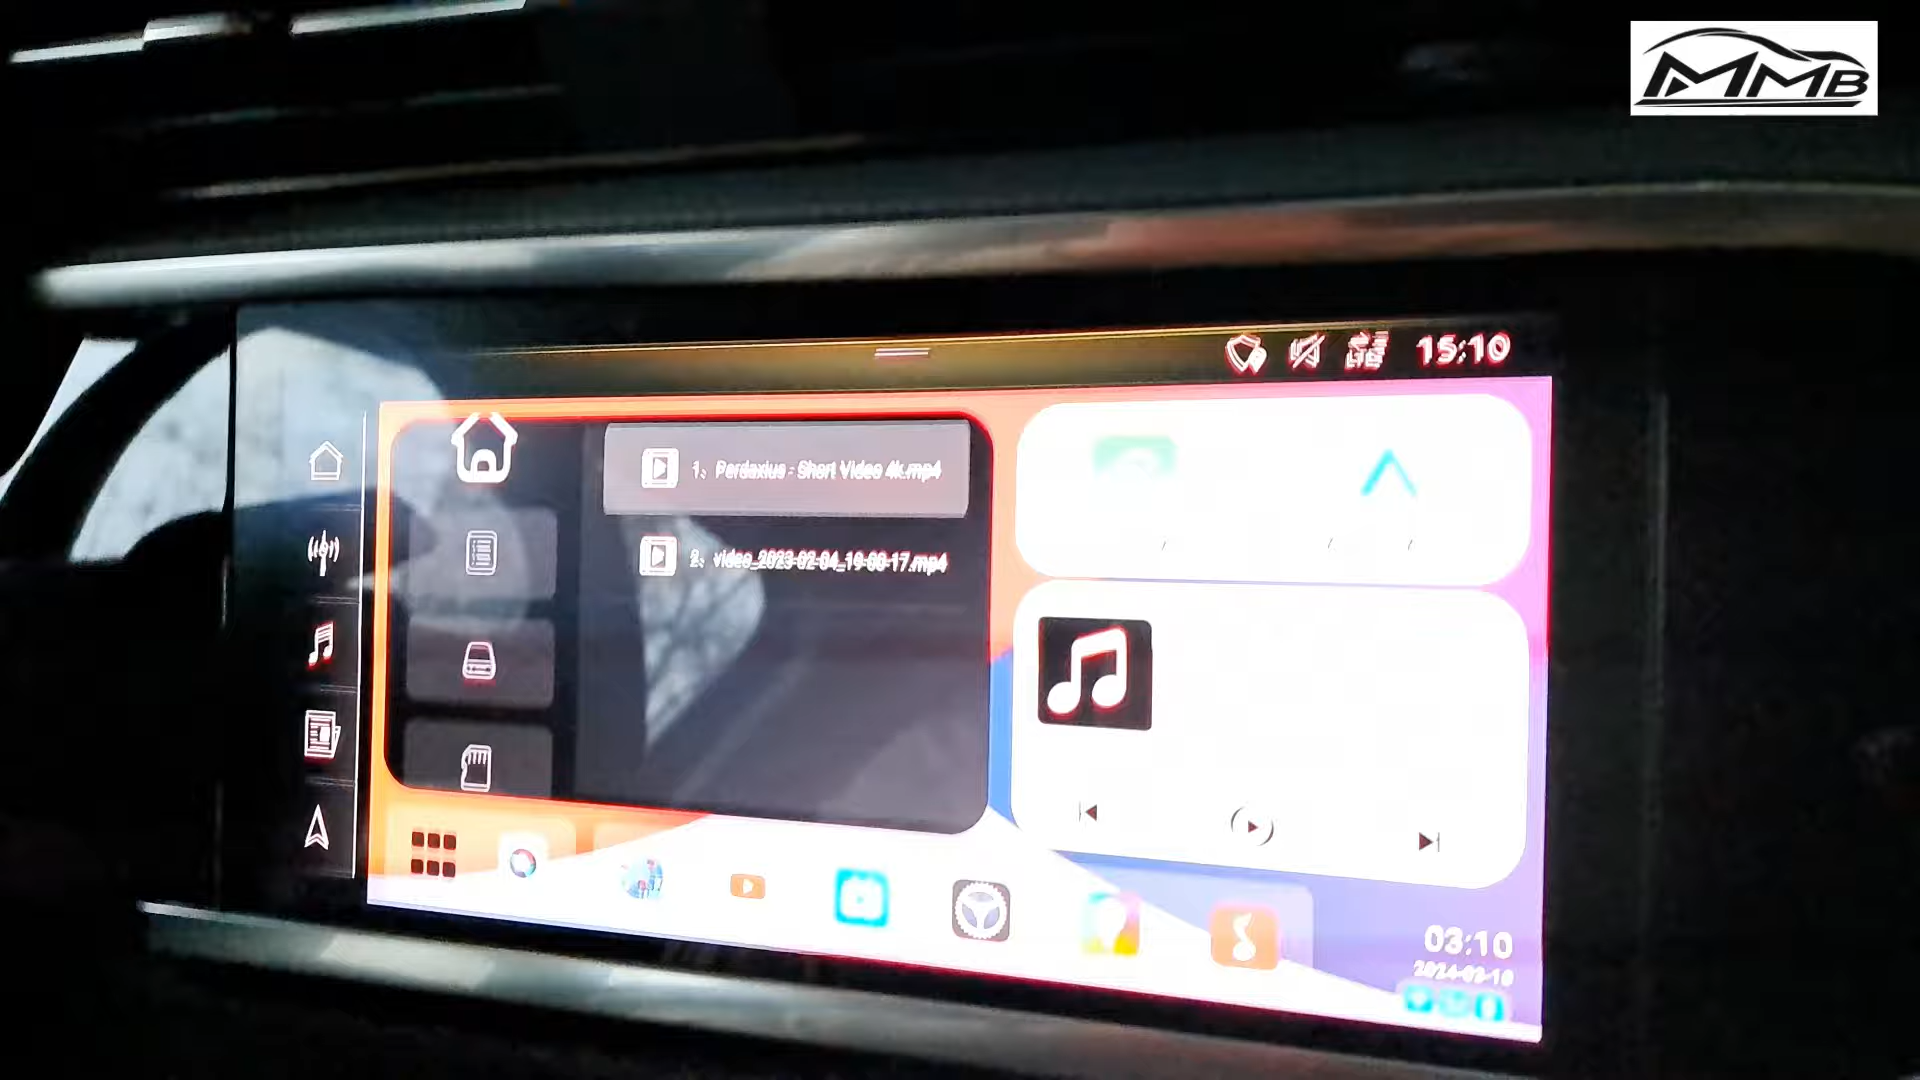 MMB
15:10
1、Perdaxius - Short Video 4k.mp4
2、video_2023-02-04_19-00-17.mp4
03:10